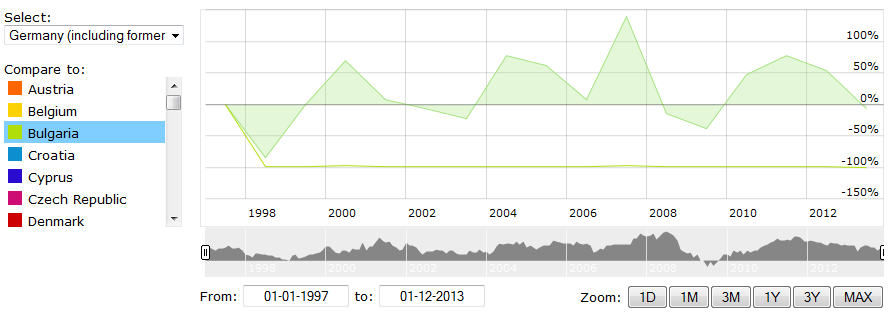 Select:
Germany (including former
Compare to:
Austria
Belgium
Bulgaria
Croatia
Cyprus
Czech Republic
Denmark
100%
50%
0%
-50%
-100%
-150%
1998 2000 2002 2004 2006 2008 2010 2012
1998 2000 2002 2004 2006 2008 2010 2012
From: 01-01-1997 to: 01-12-2013 Zoom: 1D 1M 3M 1Y 3Y MAX